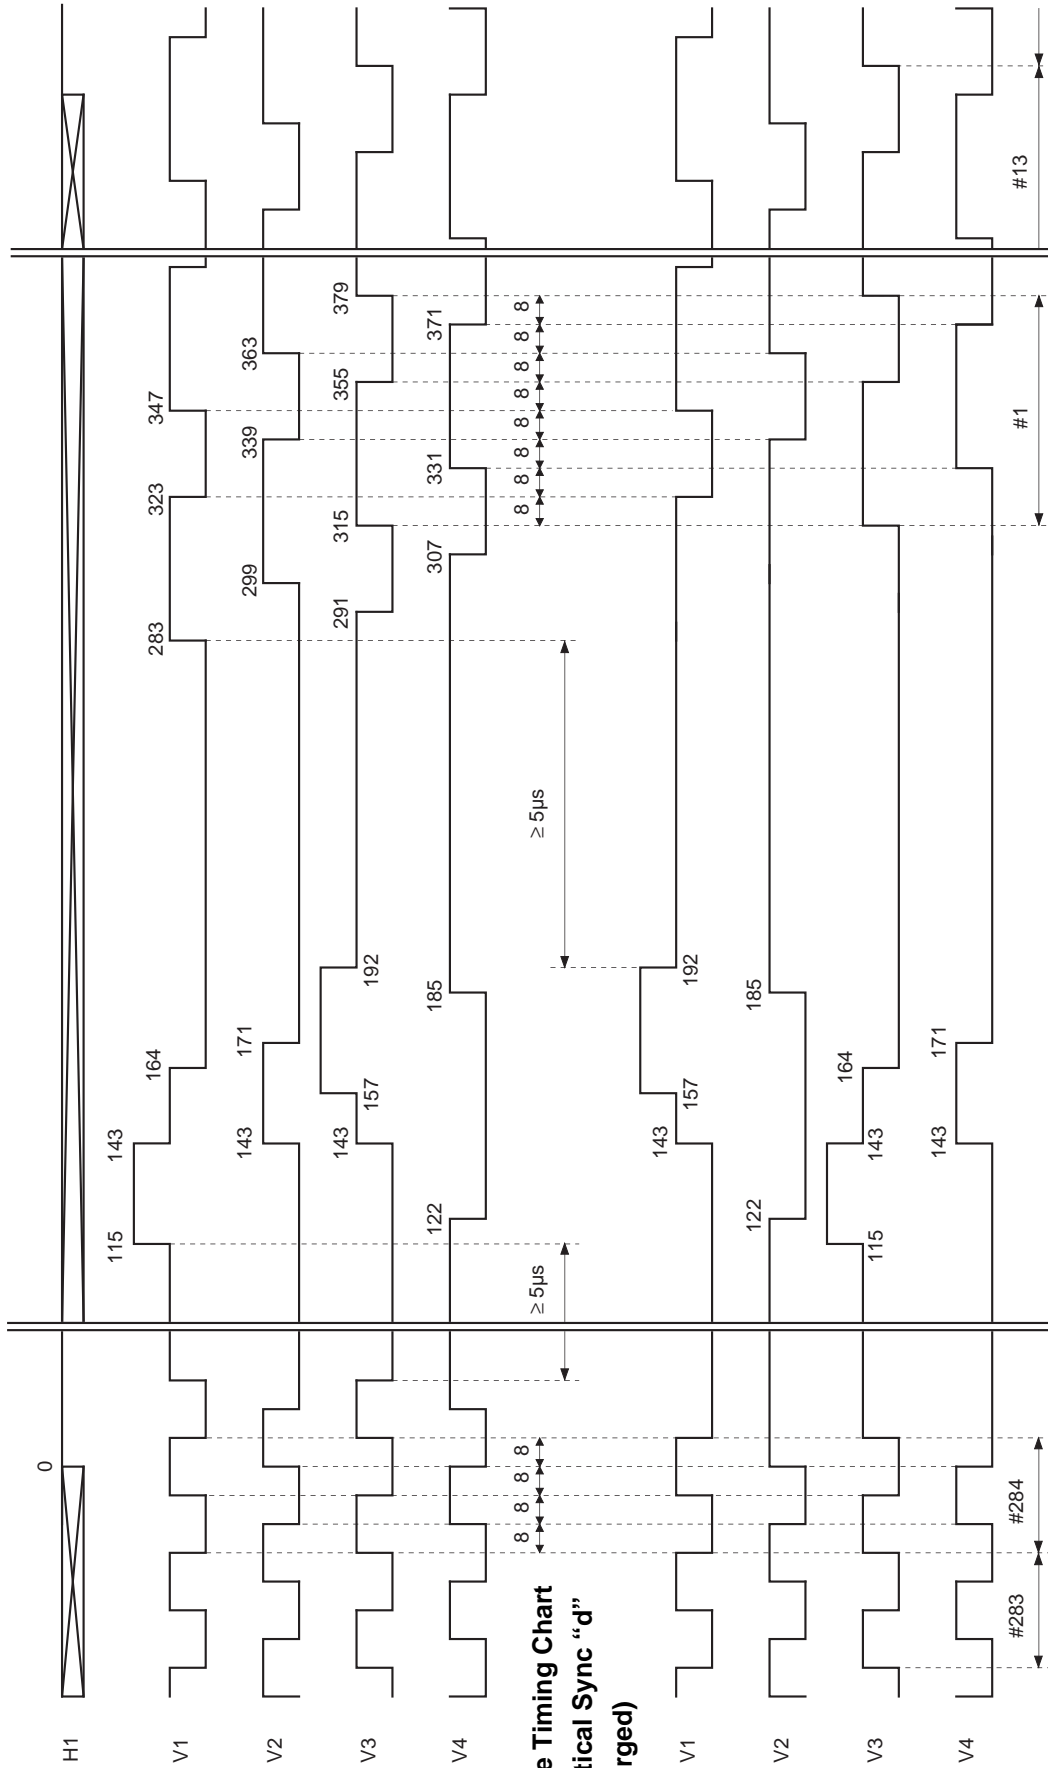 0
H1
115 143
164 283 323 347
V1
143 171 299 339 363
V2
143 291 315 355 379
V3 157 192
122 185 307 331 371
V4
8 8 8 8 8 8 8 8 8 8 8 8
≥ 5µs ≥ 5µs
e Timing Chart
tical Sync “d”
rged)
143
V1 157 192
122 185
V2
164
V3 115 143
143 171
V4
#283 #284 #1 #13